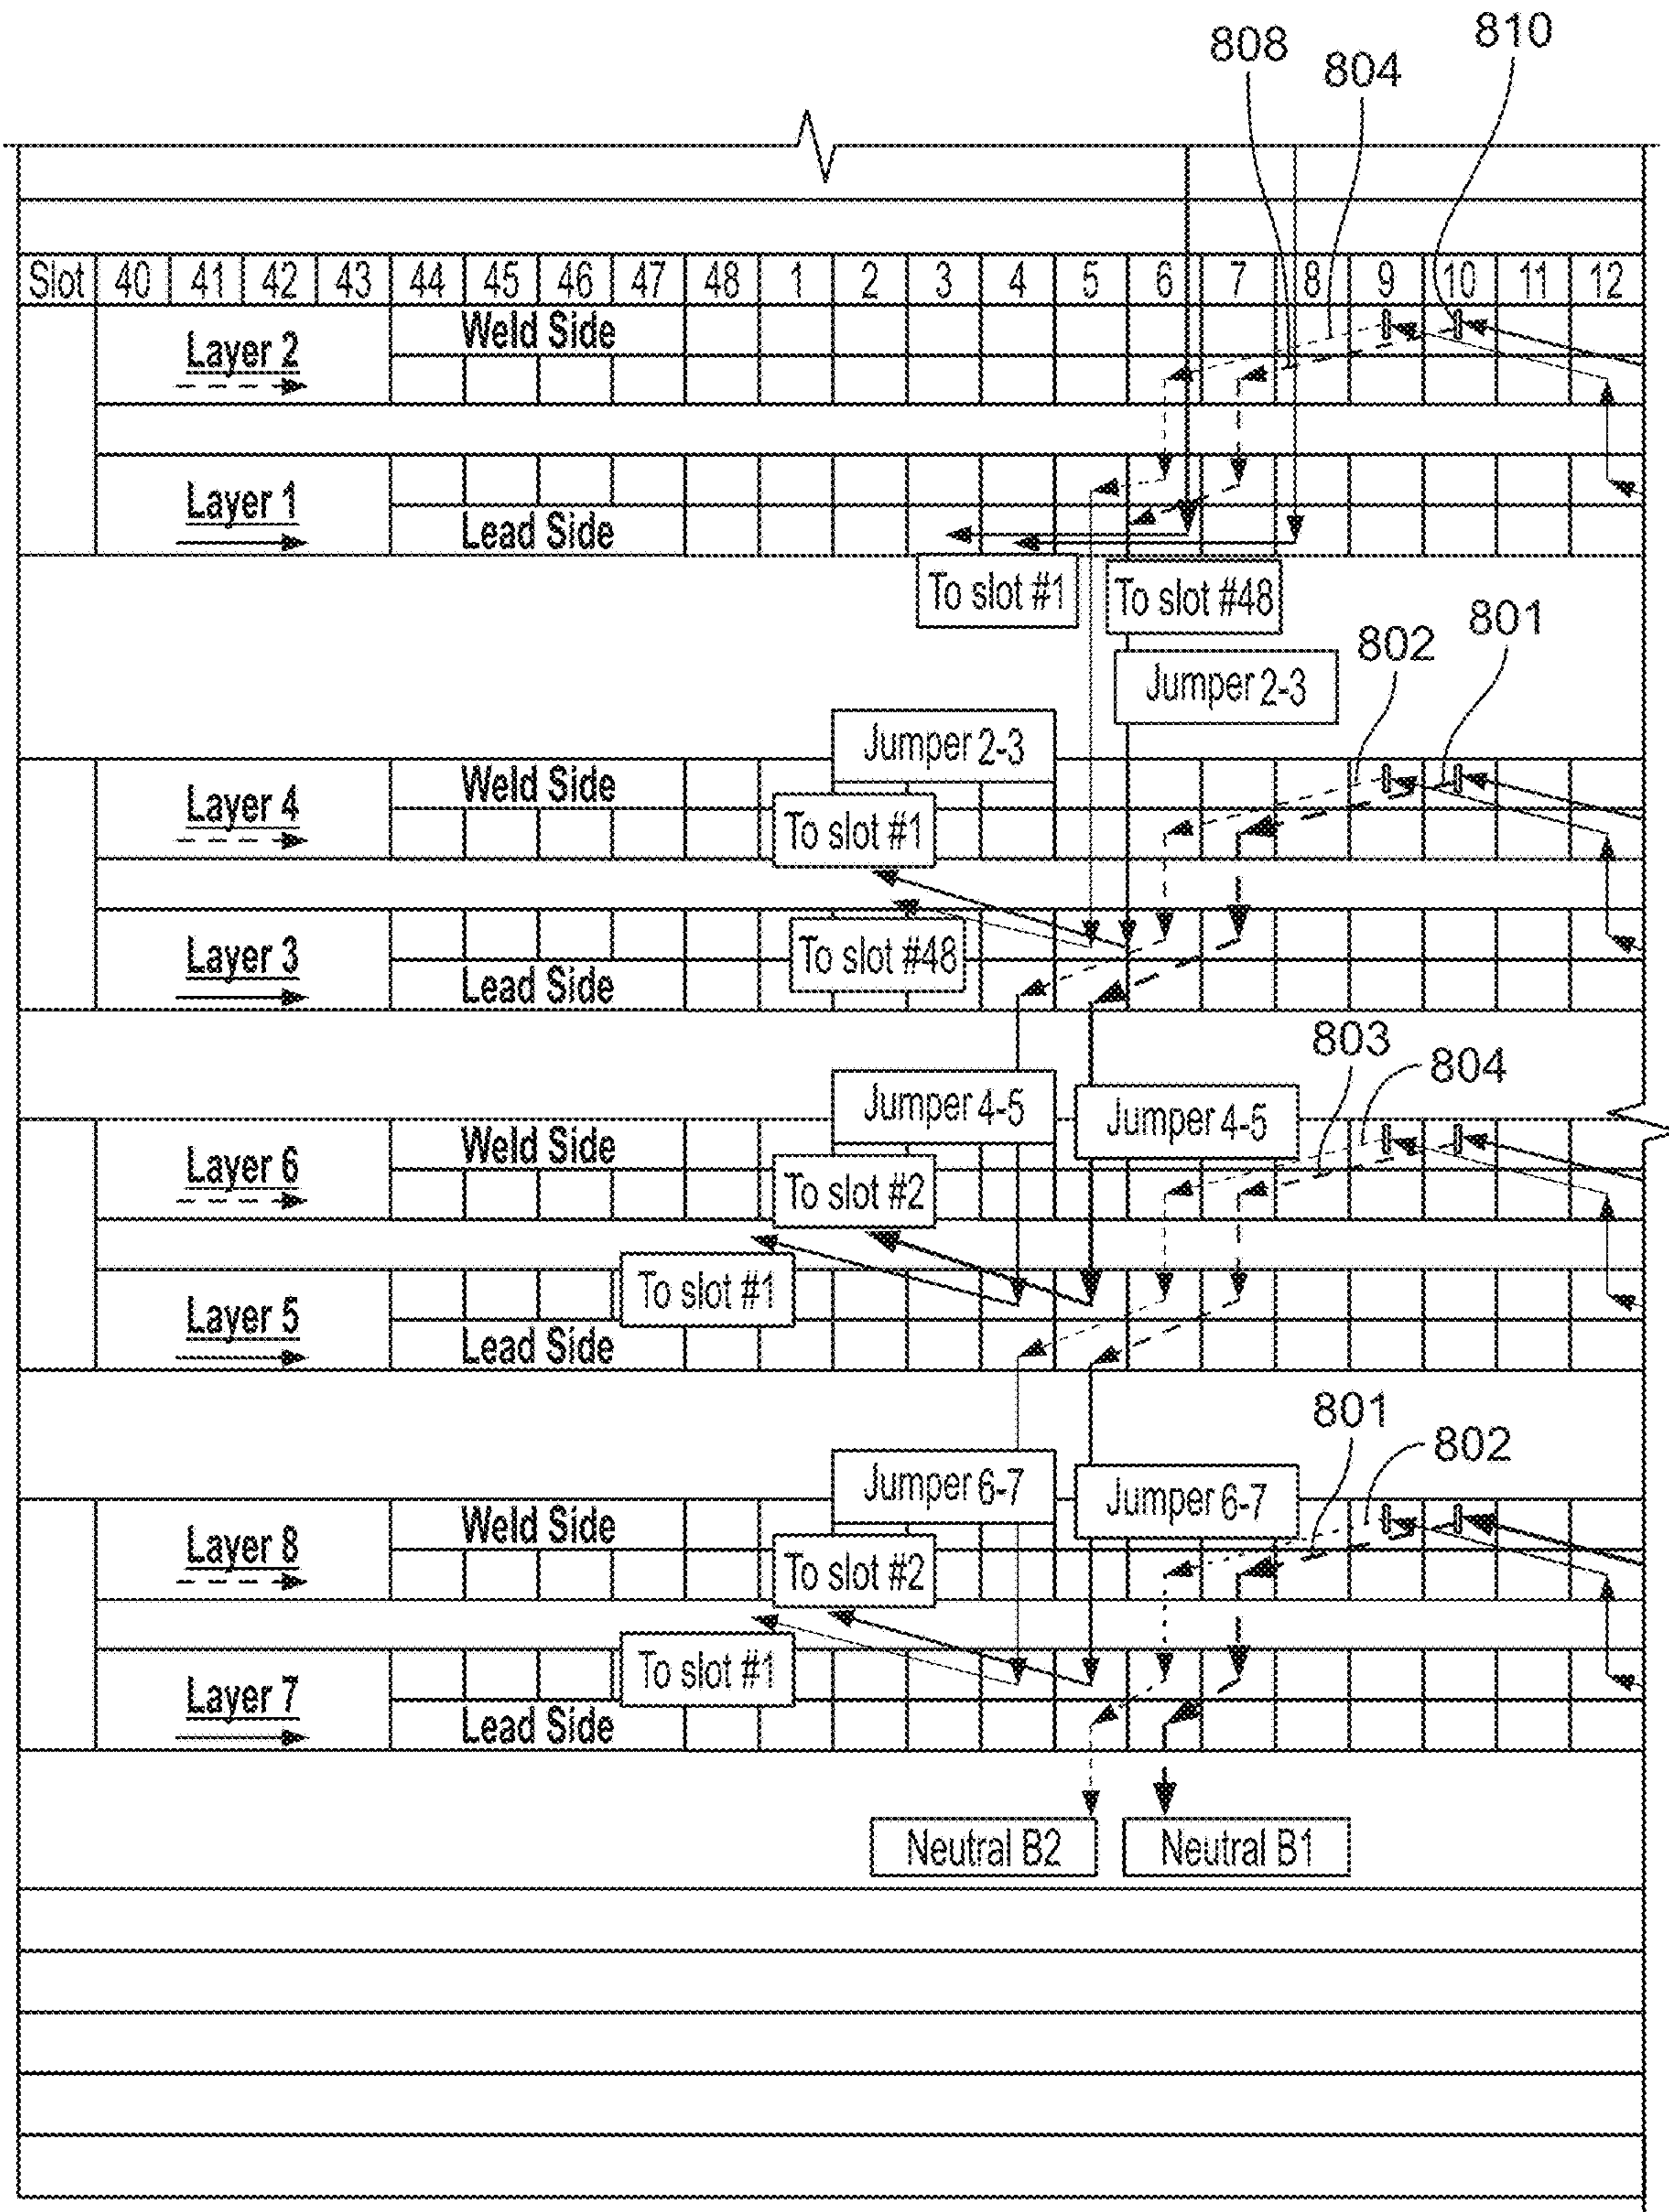 808
804
810
Slot 40 41 42 43 44 45 46 47 48 1 2 3 4 5 6 7 8 9 10 11 12
Weld Side
Layer 2
Layer 1
Lead Side
To slot #1
To slot #48
802
801
Jumper 2-3
Jumper 2-3
Weld Side
Layer 4
To slot #1
Layer 3
To slot #48
Lead Side
803
804
Jumper 4-5
Jumper 4-5
Weld Side
Layer 6
To slot #2
To slot #1
Layer 5
Lead Side
801
802
Jumper 6-7
Jumper 6-7
Weld Side
Layer 8
To slot #2
To slot #1
Layer 7
Lead Side
Neutral B2
Neutral B1